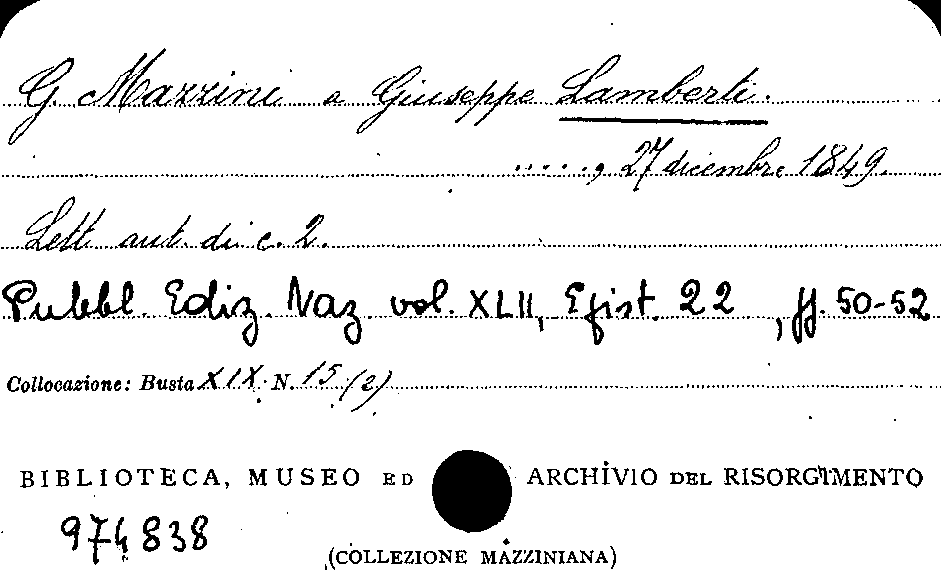 G. Mazzini a Giuseppe Lamberti.
....., 27 dicembre 1849.
Lett. aut. di c. 2.
Pubbl. Ediz. Naz. vol. XLII, Epist. 22, pp. 50-52
Collocazione: Busta XIX N. 15 (2)
BIBLIOTECA, MUSEO ED ARCHIVIO DEL RISORGIMENTO
974838
(COLLEZIONE MAZZINIANA)